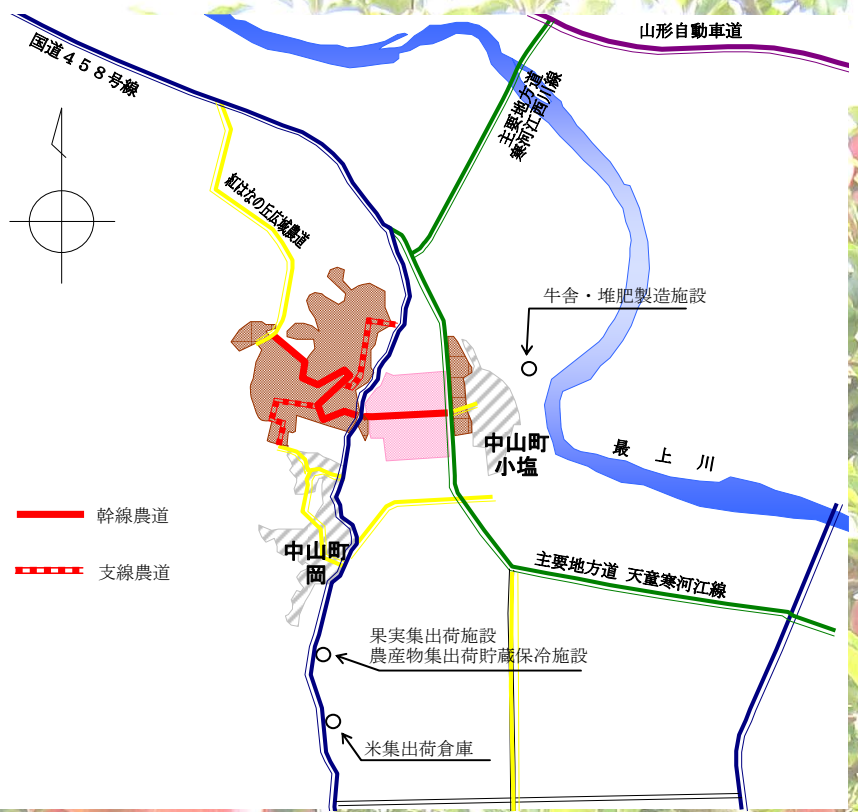 山形自動車道
国道458号線
主要地方道
寒河江西川線
紅はなの丘広域農道
牛舎・堆肥製造施設
中山町
小塩
最上川
幹線農道
支線農道
中山町
岡
主要地方道 天童寒河江線
果実集出荷施設
農産物集出荷貯蔵保冷施設
米集出荷倉庫